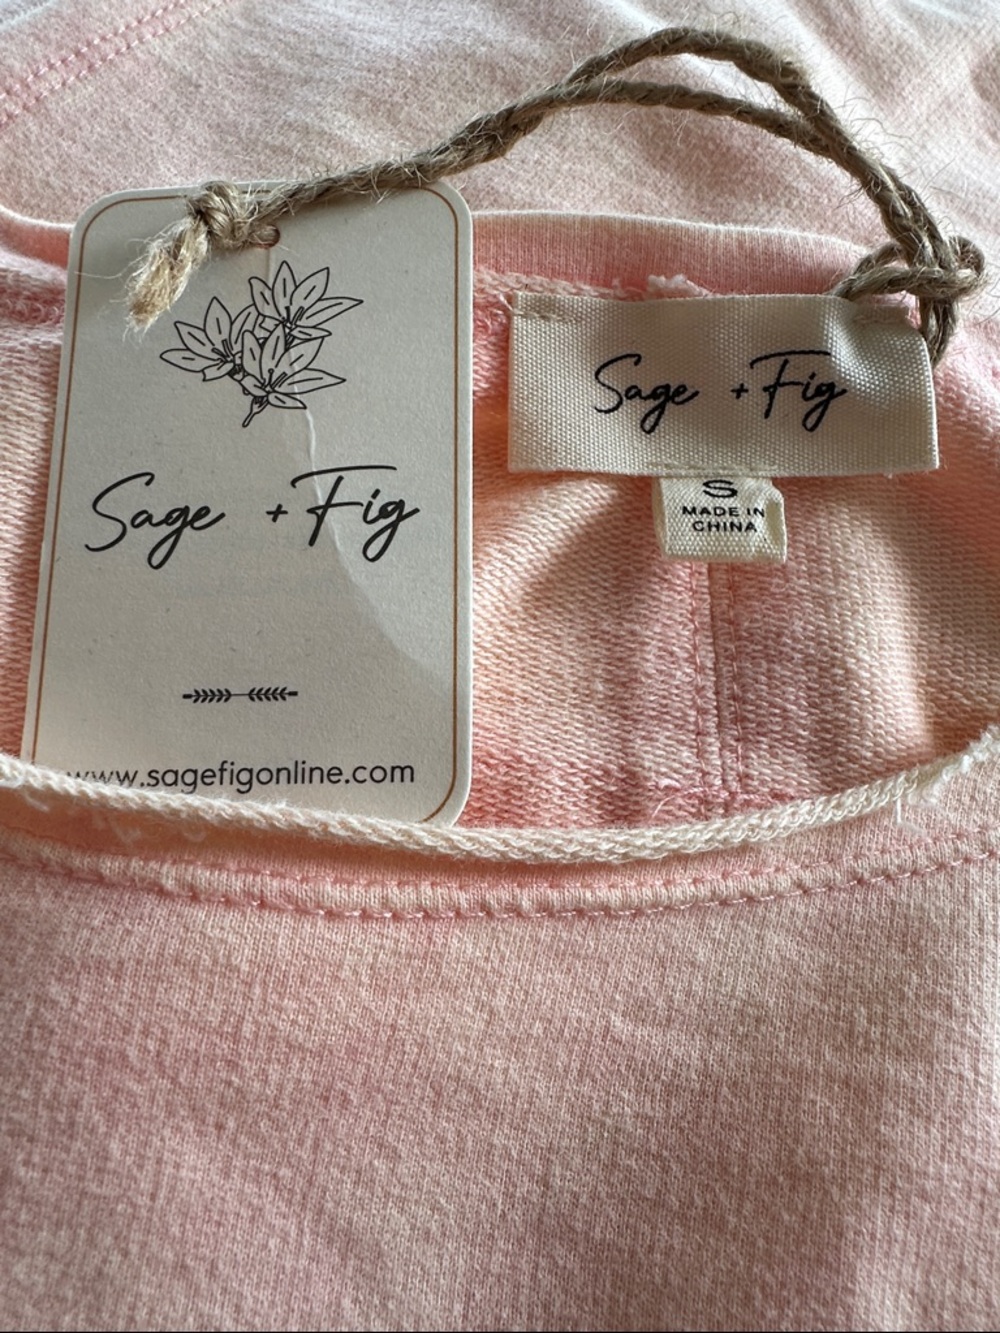 Sage + Fig
www.sagefigonline.com
Sage + Fig
S
MADE IN
CHINA